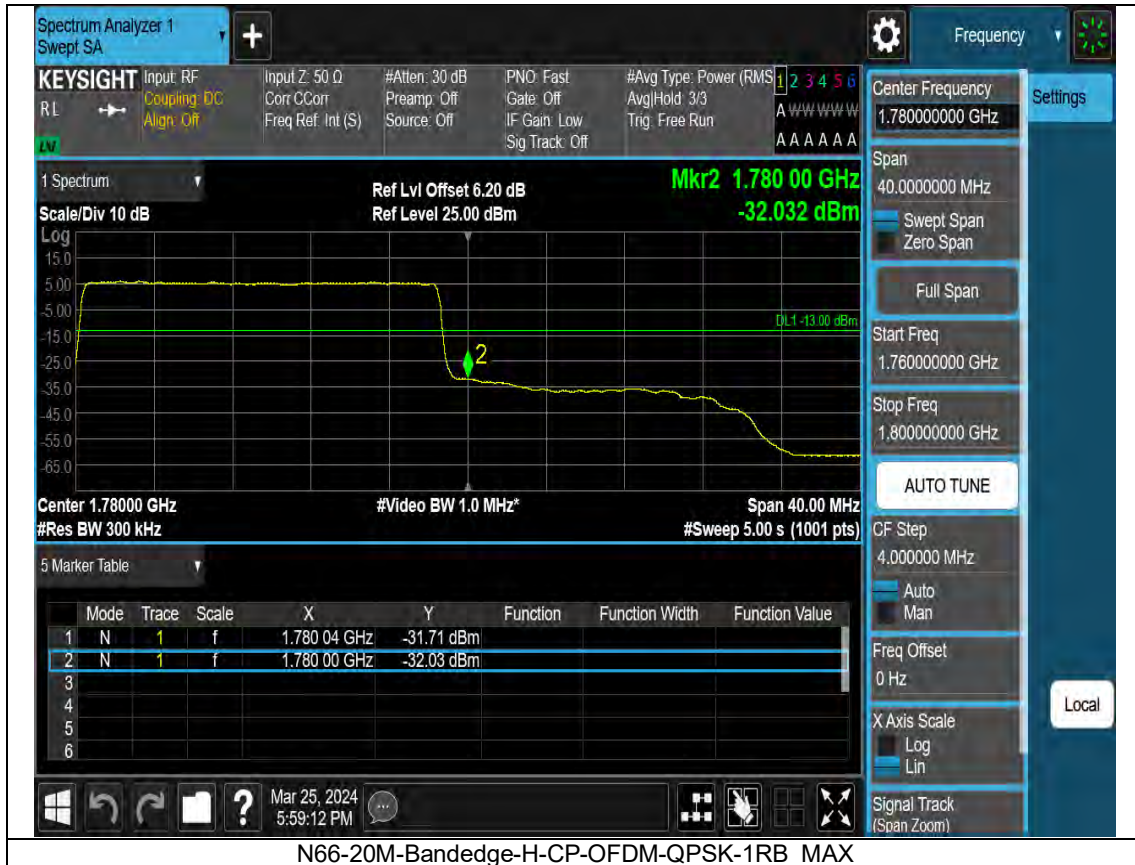 Spectrum Analyzer 1
Swept SA
+
Frequency
KEYSIGHT Input: RF Input Z: 50 Ω #Atten: 30 dB PNO: Fast #Avg Type: Power (RMS 1 2 3 4 5 6
RL Coupling: DC Corr CCorr Preamp: Off Gate: Off Avg|Hold: 3/3 A W W W W W
Align: Off Freq Ref: Int (S) Source: Off IF Gain: Low Trig: Free Run
Sig Track: Off A A A A A A
LXI
1 Spectrum
Ref Lvl Offset 6.20 dB Mkr2 1.780 00 GHz
Scale/Div 10 dB Ref Level 25.00 dBm -32.032 dBm
Log
15.0
5.00
-5.00
DL1 -13.00 dBm
-15.0
2
-25.0
-35.0
-45.0
-55.0
-65.0
Center 1.78000 GHz #Video BW 1.0 MHz* Span 40.00 MHz
#Res BW 300 kHz #Sweep 5.00 s (1001 pts)
5 Marker Table
Mode Trace Scale X Y Function Function Width Function Value
1 N 1 f 1.780 04 GHz -31.71 dBm
2 N 1 f 1.780 00 GHz -32.03 dBm
3
4
5
6
? Mar 25, 2024
5:59:12 PM
Center Frequency
1.780000000 GHz
Settings
Span
40.0000000 MHz
Swept Span
Zero Span
Full Span
Start Freq
1.760000000 GHz
Stop Freq
1.800000000 GHz
AUTO TUNE
CF Step
4.000000 MHz
Auto
Man
Freq Offset
0 Hz
Local
X Axis Scale
Log
Lin
Signal Track
(Span Zoom)
N66-20M-Bandedge-H-CP-OFDM-QPSK-1RB_MAX